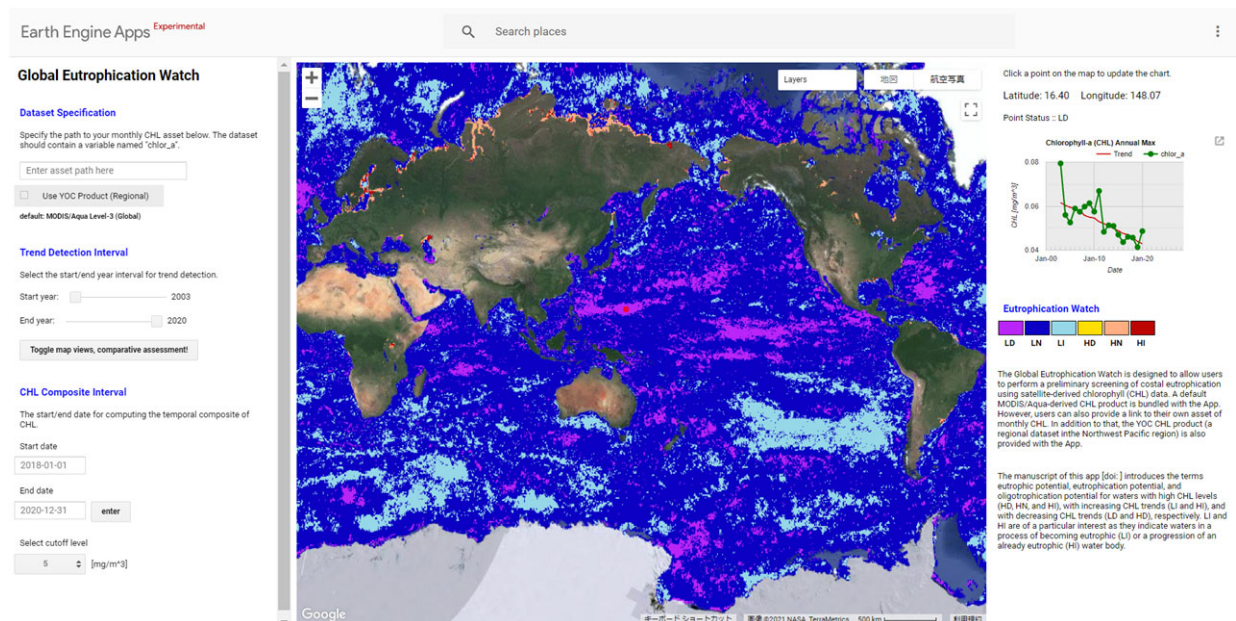 Earth Engine Apps Experimental
Search places
Global Eutrophication Watch
Dataset Specification
Specify the path to your monthly CHL asset below. The dataset
should contain a variable named "chlor_a".
Enter asset path here
Use YOC Product (Regional)
default: MODIS/Aqua Level-3 (Global)
Trend Detection Interval
Select the start/end year interval for trend detection.
Start year: 2003
End year: 2020
Toggle map views, comparative assessment!
CHL Composite Interval
The start/end date for computing the temporal composite of
CHL.
Start date
2018-01-01
End date
2020-12-31 enter
Select cutoff level
5 [mg/m^3]
+
−
Layers
地図 航空写真
Google
キーボード ショートカット 画像 ©2021 NASA, TerraMetrics 500 km 利用規約
Click a point on the map to update the chart.
Latitude: 16.40 Longitude: 148.07
Point Status :: LD
Chlorophyll-a (CHL) Annual Max
Trend chlor_a
0.08
0.06
0.04
CHL [mg/m^3]
Jan-00 Jan-10 Jan-20
Date
Eutrophication Watch
LD LN LI HD HN HI
The Global Eutrophication Watch is designed to allow users
to perform a preliminary screening of costal eutrophication
using satellite-derived chlorophyll (CHL) data. A default
MODIS/Aqua-derived CHL product is bundled with the App.
However, users can also provide a link to their own asset of
monthly CHL. In addition to that, the YOC CHL product (a
regional dataset inthe Northwest Pacific region) is also
provided with the App.
The manuscript of this app [doi: ] introduces the terms
eutrophic potential, eutrophication potential, and
oligotrophication potential for waters with high CHL levels
(HD, HN, and HI), with increasing CHL trends (LI and HI), and
with decreasing CHL trends (LD and HD), respectively. LI and
HI are of a particular interest as they indicate waters in a
process of becoming eutrophic (LI) or a progression of an
already eutrophic (HI) water body.